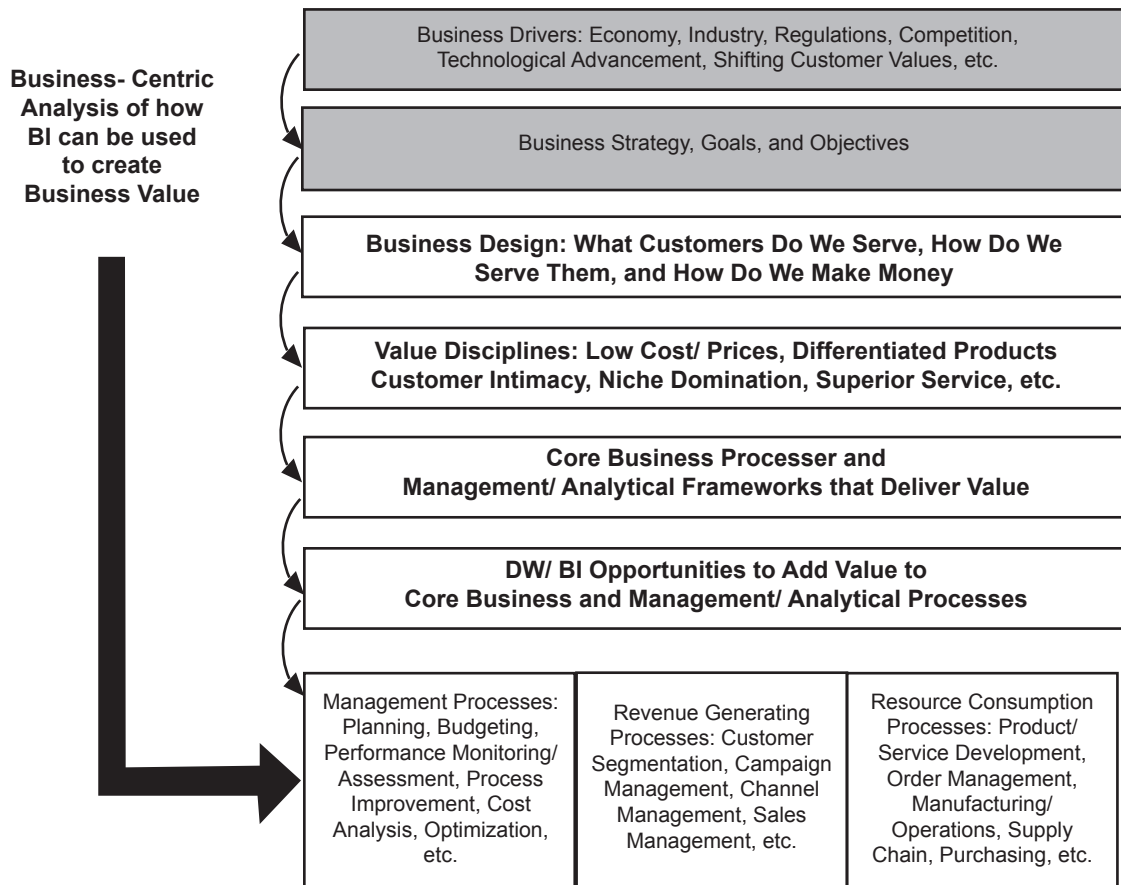 Business Drivers: Economy, Industry, Regulations, Competition,
Technological Advancement, Shifting Customer Values, etc.
Business- Centric
Analysis of how
BI can be used
to create
Business Value
Business Strategy, Goals, and Objectives
Business Design: What Customers Do We Serve, How Do We
Serve Them, and How Do We Make Money
Value Disciplines: Low Cost/ Prices, Differentiated Products
Customer Intimacy, Niche Domination, Superior Service, etc.
Core Business Processer and
Management/ Analytical Frameworks that Deliver Value
DW/ BI Opportunities to Add Value to
Core Business and Management/ Analytical Processes
Management Processes:
Planning, Budgeting,
Performance Monitoring/
Assessment, Process
Improvement, Cost
Analysis, Optimization,
etc.
Revenue Generating
Processes: Customer
Segmentation, Campaign
Management, Channel
Management, Sales
Management, etc.
Resource Consumption
Processes: Product/
Service Development,
Order Management,
Manufacturing/
Operations, Supply
Chain, Purchasing, etc.